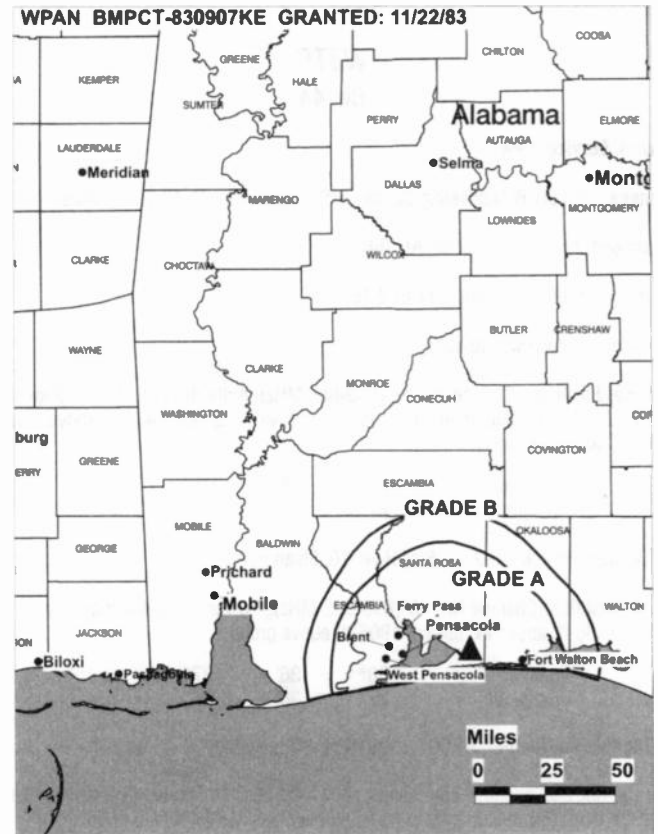 WPAN BMPCT-830907KE GRANTED: 11/22/83
COOSA
GREENE
CHILTON
KEMPER
HALE
SUMTER
PERRY
Alabama
ELMORE
AUTAUGA
LAUDERDALE
Meridian
Selma
DALLAS
Montg
MARENGO
MONTGOMERY
LOWNDES
CLARKE
CHOCTAW
WILCOX
BUTLER
CRENSHAW
WAYNE
CLARKE
MONROE
CONECUH
WASHINGTON
burg
COVINGTON
ERRY
GREENE
ESCAMBIA
GRADE B
MOBILE
BALDWIN
OKALOOSA
GEORGE
SANTA ROSA
Prichard
GRADE A
Mobile
ESCAMBIA
Ferry Pass
WALTON
Pensacola
JACKSON
Brent
Biloxi
Pascagoula
West Pensacola
Fort Walton Beach
Miles
0 25 50